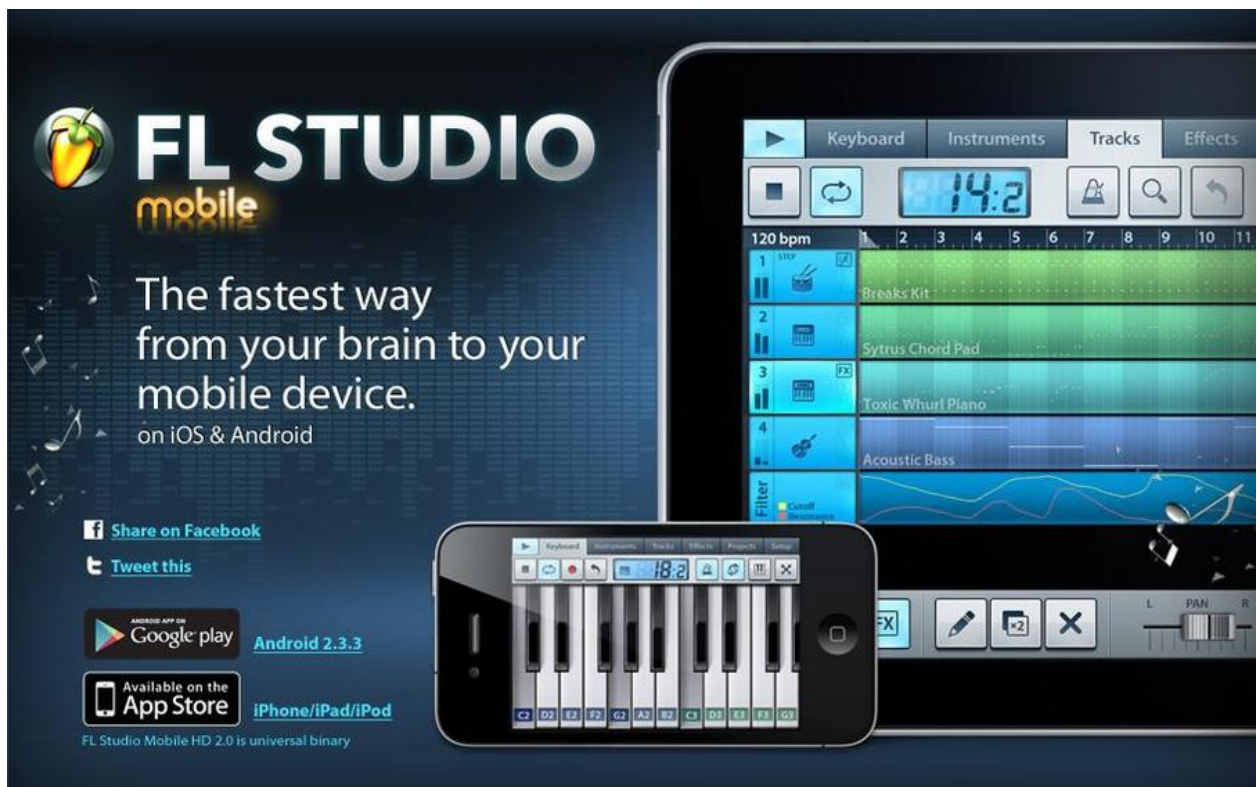 FL STUDIO
mobile
The fastest way
from your brain to your
mobile device.
on iOS & Android
Share on Facebook
Tweet this
ANDROID APP ON
Google play
Android 2.3.3
Available on the
App Store
iPhone/iPad/iPod
FL Studio Mobile HD 2.0 is universal binary
Keyboard Instruments Tracks Effects
14:2
120 bpm 1 2 3 4 5 6 7 8 9 10 11
1 STEP
Breaks Kit
2
Sytrus Chord Pad
3 FX
Toxic Whurl Piano
4
Acoustic Bass
Filter
Cutoff
Resonance
FX x2 L PAN R
Keyboard Instruments Tracks Effects Projects Setup
18:2
C2 D2 E2 F2 G2 A2 B2 C3 D3 E3 F3 G3